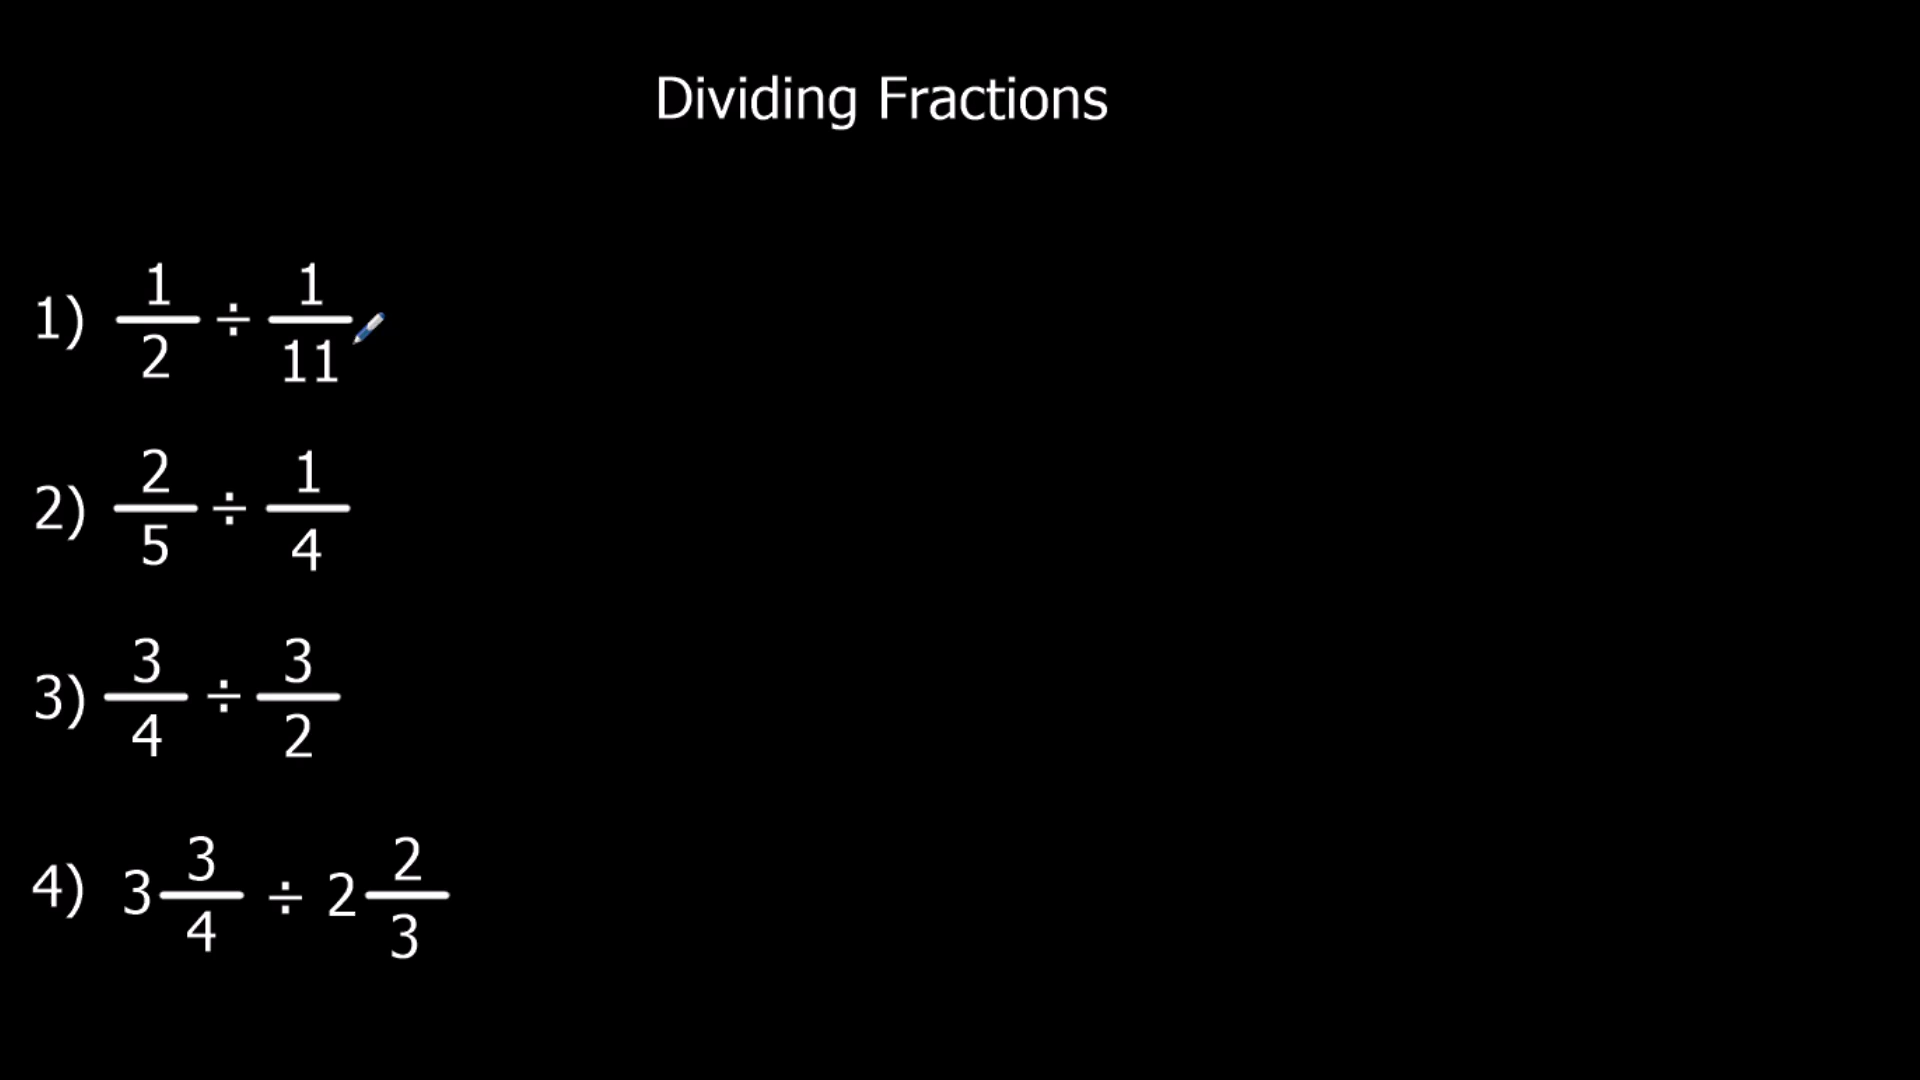 Dividing Fractions
1) 1/2 ÷ 1/11
2) 2/5 ÷ 1/4
3) 3/4 ÷ 3/2
4) 3 3/4 ÷ 2 2/3